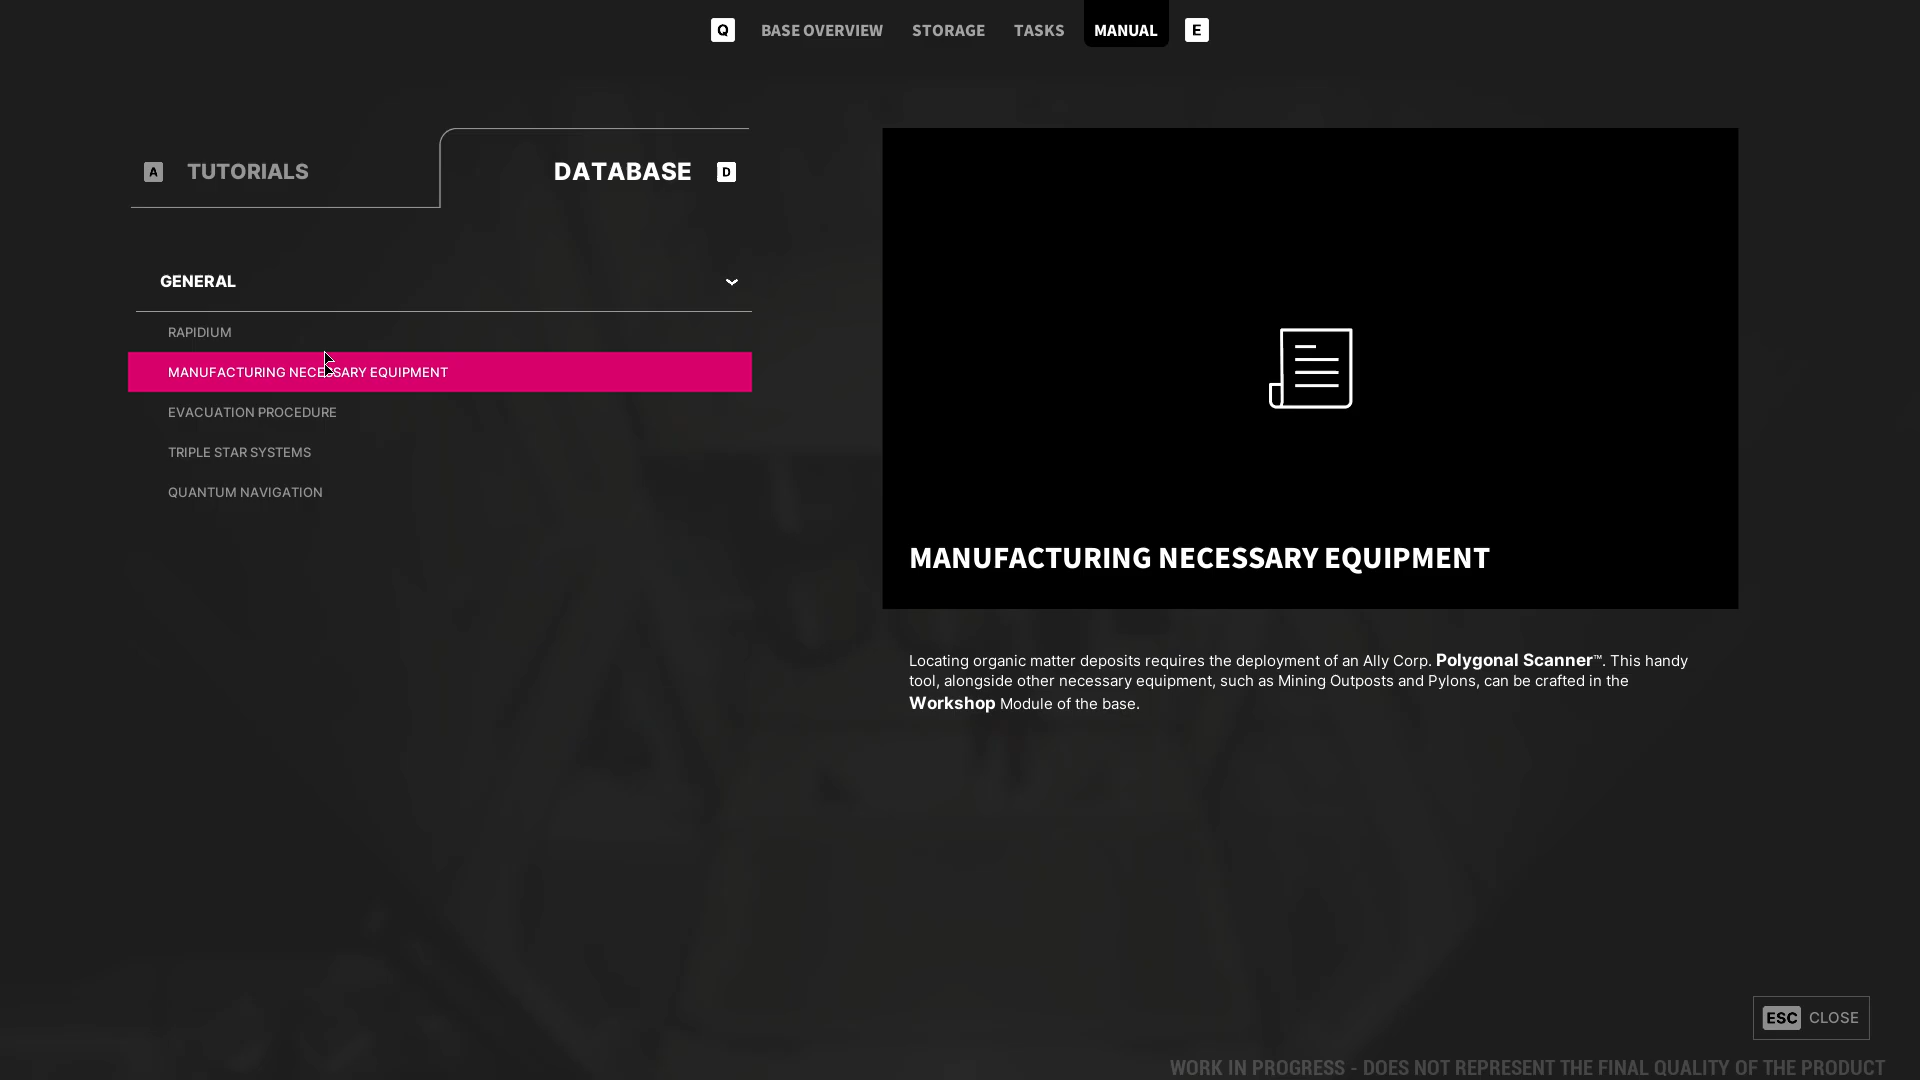 Q BASE OVERVIEW STORAGE TASKS MANUAL E
A TUTORIALS
DATABASE D
GENERAL
RAPIDIUM
MANUFACTURING NECESSARY EQUIPMENT
EVACUATION PROCEDURE
TRIPLE STAR SYSTEMS
QUANTUM NAVIGATION
MANUFACTURING NECESSARY EQUIPMENT
Locating organic matter deposits requires the deployment of an Ally Corp. Polygonal Scanner™. This handy
tool, alongside other necessary equipment, such as Mining Outposts and Pylons, can be crafted in the
Workshop Module of the base.
ESC CLOSE
WORK IN PROGRESS - DOES NOT REPRESENT THE FINAL QUALITY OF THE PRODUCT